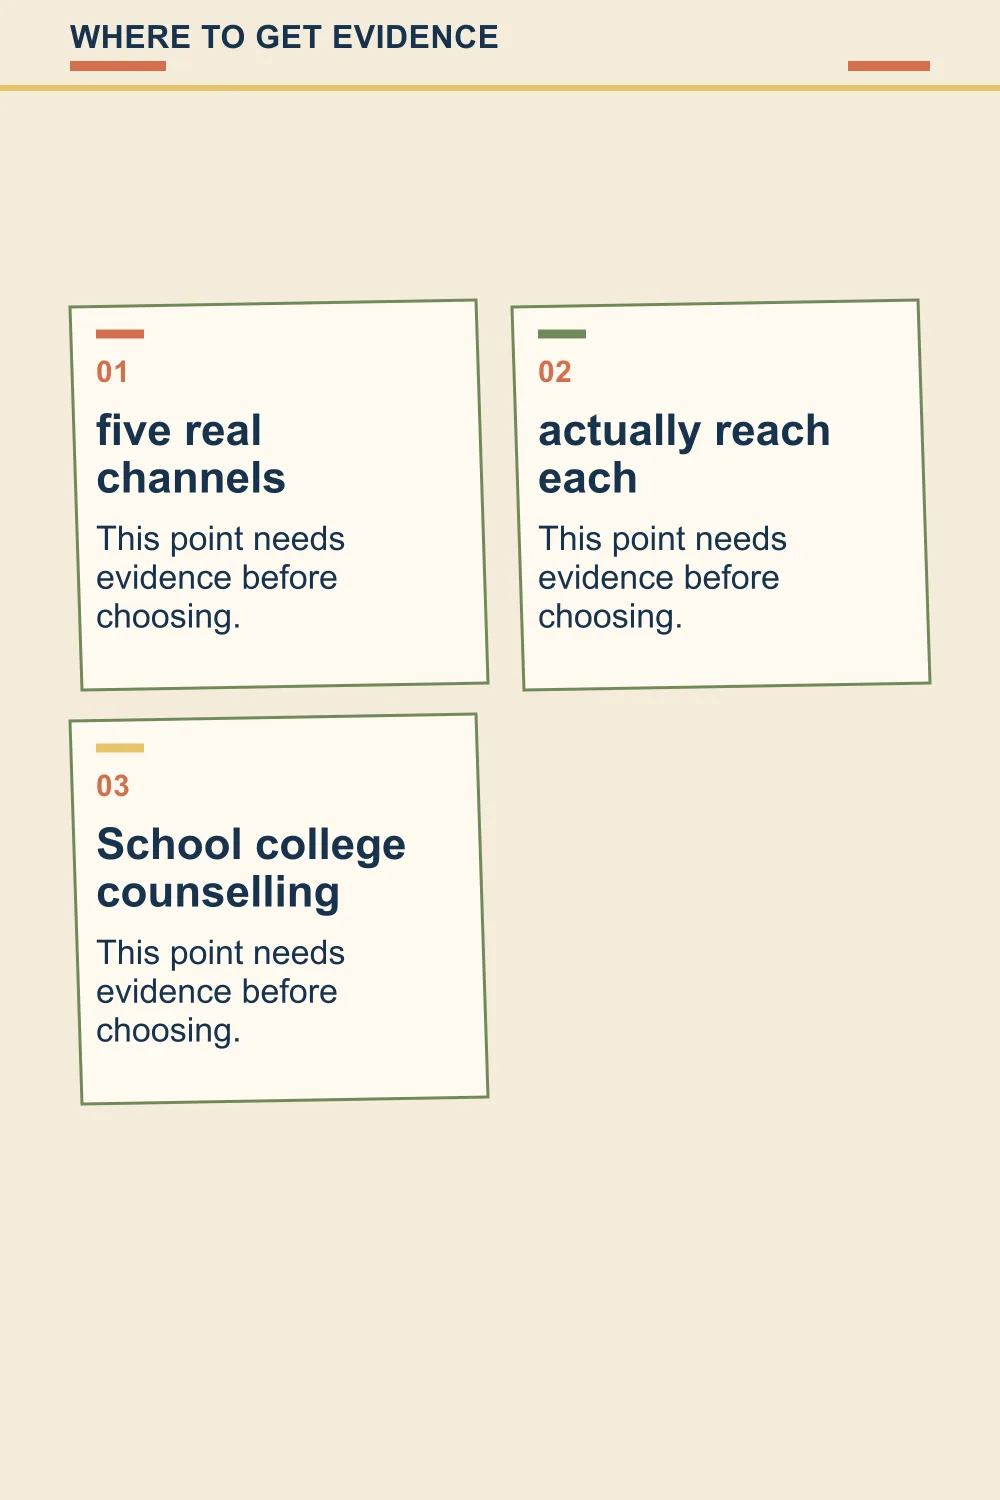 WHERE TO GET EVIDENCE
01
five real
channels
This point needs
evidence before
choosing.
02
actually reach
each
This point needs
evidence before
choosing.
03
School college
counselling
This point needs
evidence before
choosing.